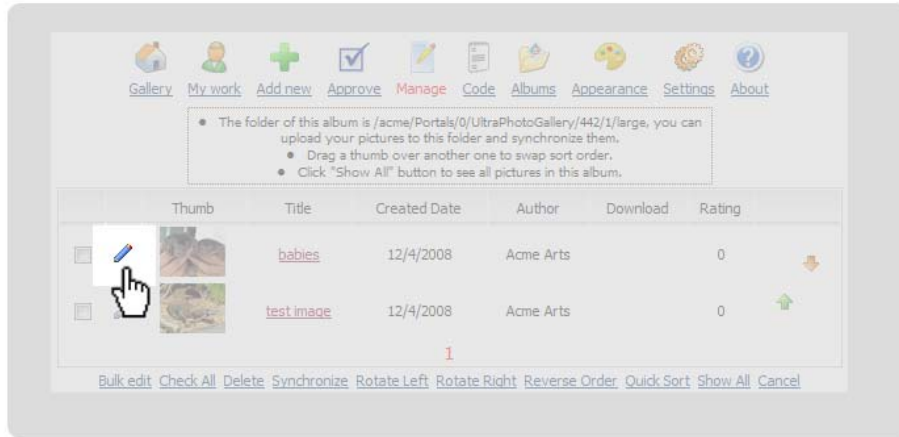 Gallery My work Add new Approve Manage Code Albums Appearance Settings About
• The folder of this album is /acme/Portals/0/UltraPhotoGallery/442/1/large, you can
upload your pictures to this folder and synchronize them.
• Drag a thumb over another one to swap sort order.
• Click "Show All" button to see all pictures in this album.
Thumb Title Created Date Author Download Rating
babies 12/4/2008 Acme Arts 0
test image 12/4/2008 Acme Arts 0
1
Bulk edit Check All Delete Synchronize Rotate Left Rotate Right Reverse Order Quick Sort Show All Cancel